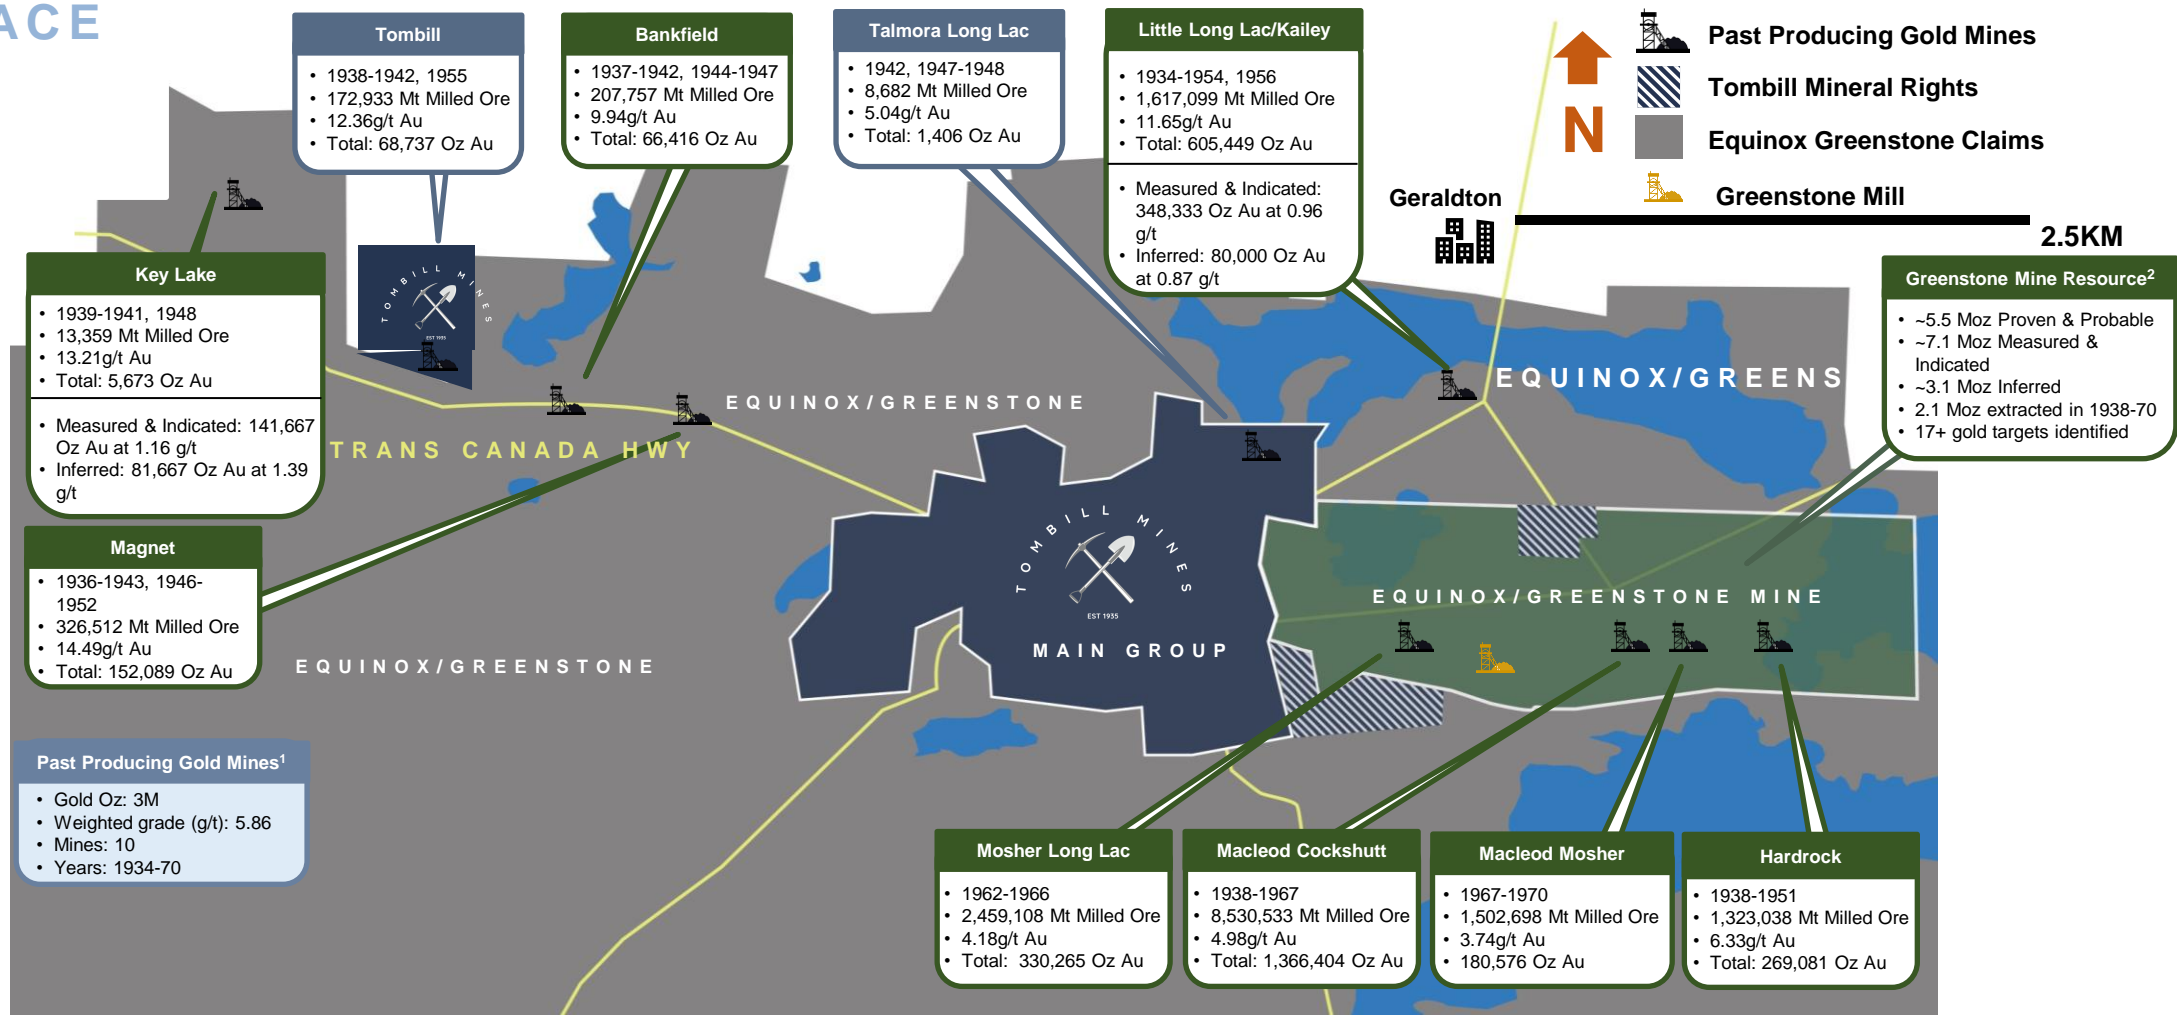 ACE
Tombill
• 1938-1942, 1955
• 172,933 Mt Milled Ore
• 12.36g/t Au
• Total: 68,737 Oz Au
Bankfield
• 1937-1942, 1944-1947
• 207,757 Mt Milled Ore
• 9.94g/t Au
• Total: 66,416 Oz Au
Talmora Long Lac
• 1942, 1947-1948
• 8,682 Mt Milled Ore
• 5.04g/t Au
• Total: 1,406 Oz Au
Little Long Lac/Kailey
• 1934-1954, 1956
• 1,617,099 Mt Milled Ore
• 11.65g/t Au
• Total: 605,449 Oz Au
• Measured & Indicated:
348,333 Oz Au at 0.96
g/t
• Inferred: 80,000 Oz Au
at 0.87 g/t
N
Past Producing Gold Mines
Tombill Mineral Rights
Equinox Greenstone Claims
Greenstone Mill
Geraldton
2.5KM
Key Lake
• 1939-1941, 1948
• 13,359 Mt Milled Ore
• 13.21g/t Au
• Total: 5,673 Oz Au
• Measured & Indicated: 141,667
Oz Au at 1.16 g/t
• Inferred: 81,667 Oz Au at 1.39
g/t
TOMBILL MINES
EST 1935
Greenstone Mine Resource²
• ~5.5 Moz Proven & Probable
• ~7.1 Moz Measured &
Indicated
• ~3.1 Moz Inferred
• 2.1 Moz extracted in 1938-70
• 17+ gold targets identified
EQUINOX/GREENS
EQUINOX/GREENSTONE
TRANS CANADA HWY
Magnet
• 1936-1943, 1946-
1952
• 326,512 Mt Milled Ore
• 14.49g/t Au
• Total: 152,089 Oz Au
TOMBILL MINES
EST 1935
MAIN GROUP
EQUINOX/GREENSTONE MINE
EQUINOX/GREENSTONE
Past Producing Gold Mines¹
• Gold Oz: 3M
• Weighted grade (g/t): 5.86
• Mines: 10
• Years: 1934-70
Mosher Long Lac
• 1962-1966
• 2,459,108 Mt Milled Ore
• 4.18g/t Au
• Total: 330,265 Oz Au
Macleod Cockshutt
• 1938-1967
• 8,530,533 Mt Milled Ore
• 4.98g/t Au
• Total: 1,366,404 Oz Au
Macleod Mosher
• 1967-1970
• 1,502,698 Mt Milled Ore
• 3.74g/t Au
• 180,576 Oz Au
Hardrock
• 1938-1951
• 1,323,038 Mt Milled Ore
• 6.33g/t Au
• Total: 269,081 Oz Au